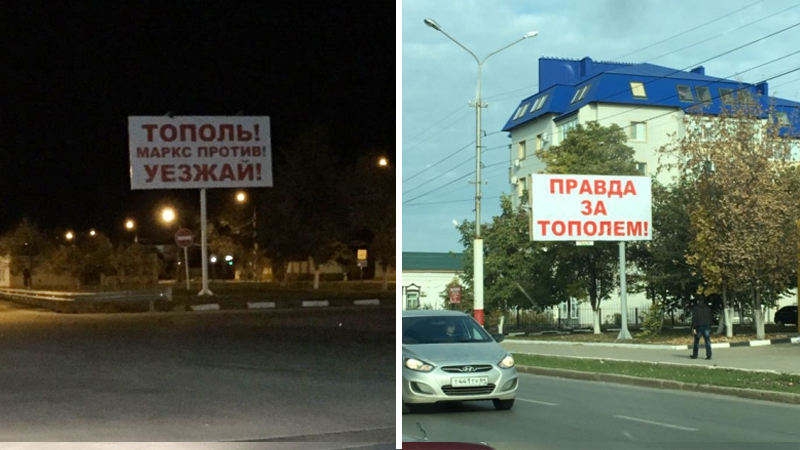 ТОПОЛЬ!
МАРКС ПРОТИВ!
УЕЗЖАЙ!
ПРАВДА
ЗА
ТОПОЛЕМ!